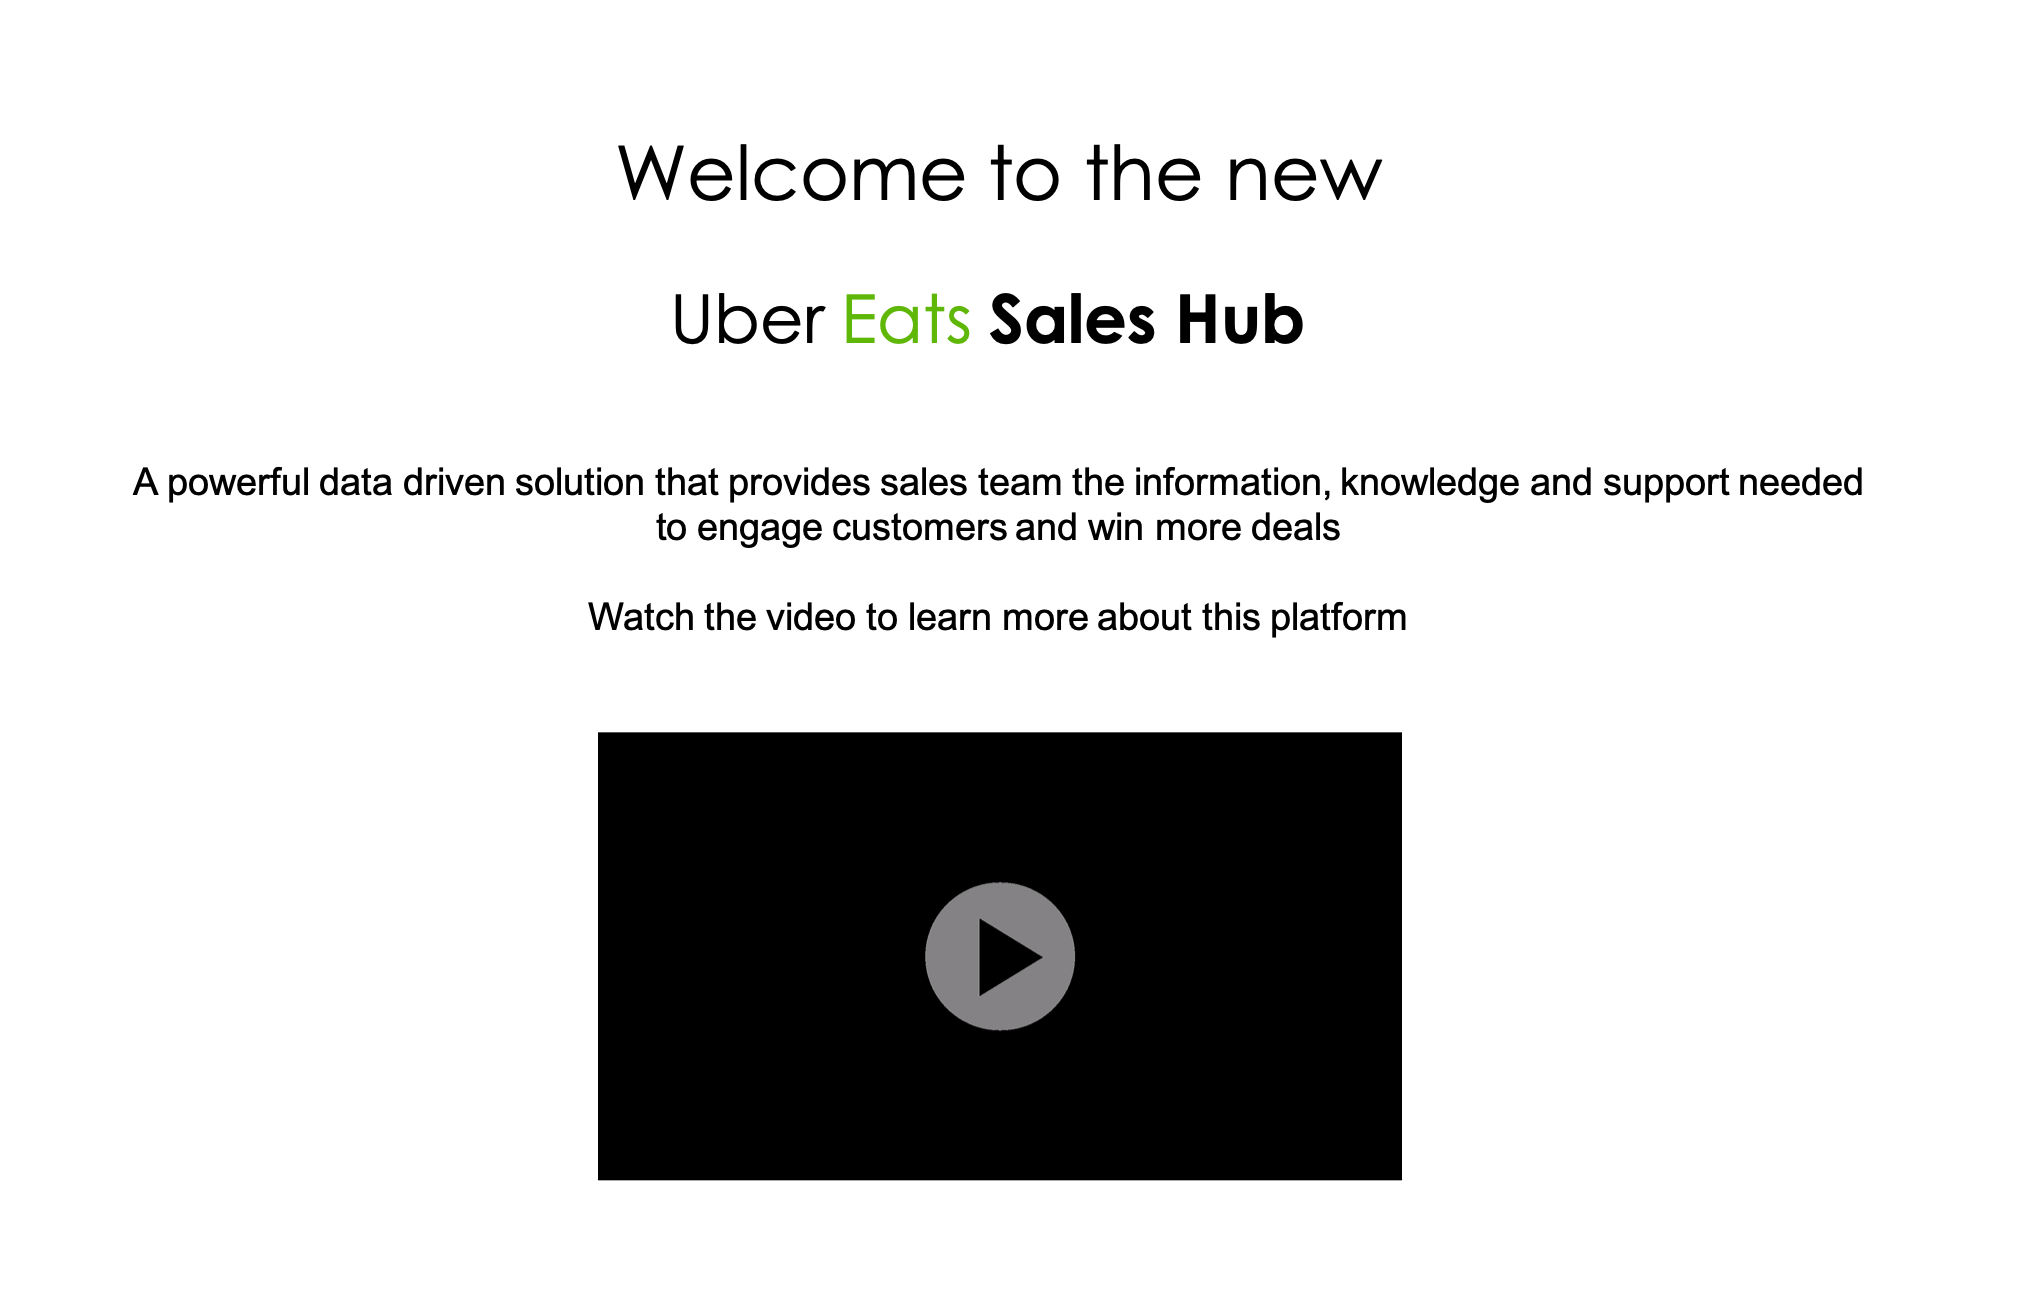 Welcome to the new
Uber Eats Sales Hub
A powerful data driven solution that provides sales team the information, knowledge and support needed
to engage customers and win more deals
Watch the video to learn more about this platform